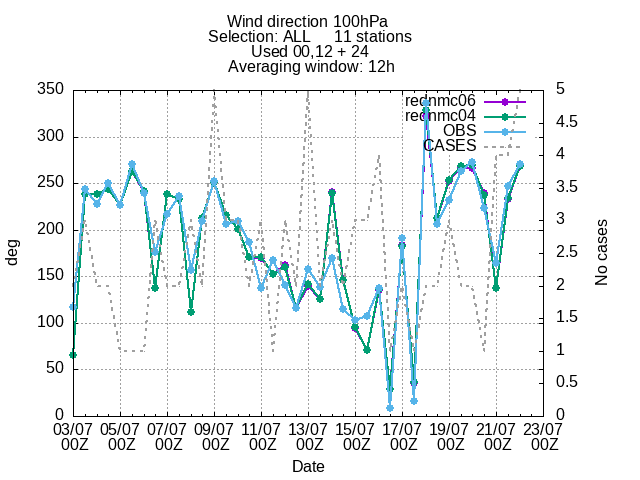 Wind direction 100hPa
Selection: ALL 11 stations
Used 00,12 + 24
Averaging window: 12h
rednmc06
rednmc04
OBS
CASES
deg
350
300
250
200
150
100
50
0
No cases
5
4.5
4
3.5
3
2.5
2
1.5
1
0.5
0
03/07 05/07 07/07 09/07 11/07 13/07 15/07 17/07 19/07 21/07 23/07
00Z 00Z 00Z 00Z 00Z 00Z 00Z 00Z 00Z 00Z 00Z
Date